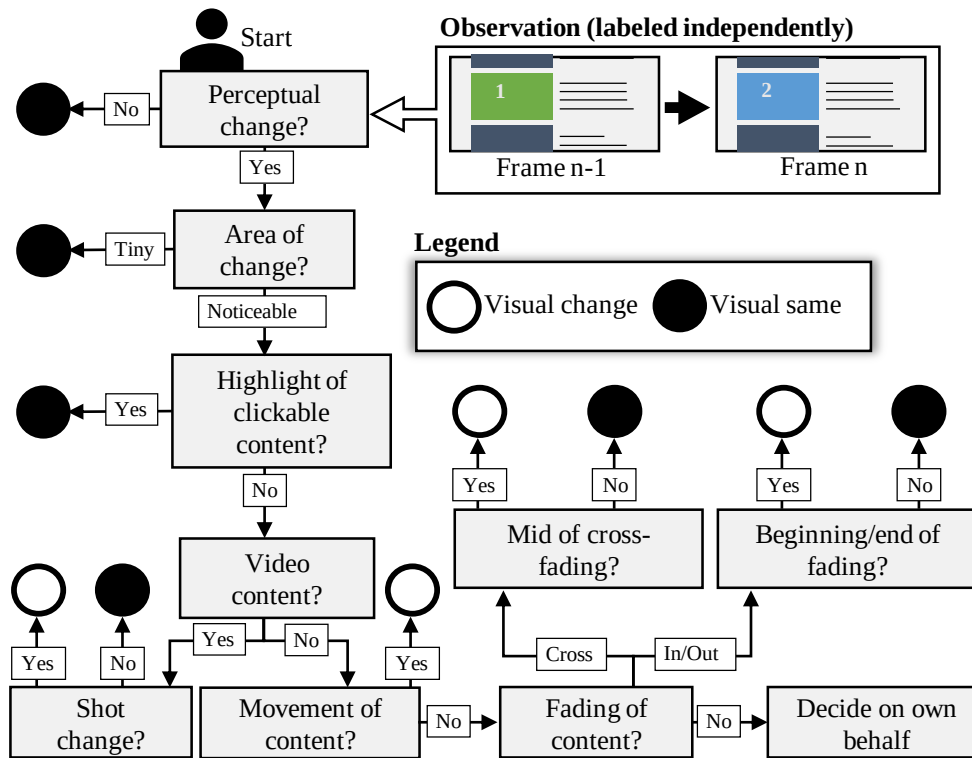 Start
Observation (labeled independently)
1
2
Frame n-1
Frame n
Perceptual
change?
No
Yes
Area of
change?
Tiny
Noticeable
Legend
Visual change
Visual same
Highlight of
clickable
content?
Yes
No
Video
content?
Yes
No
Shot
change?
Yes
No
Movement of
content?
Yes
No
Fading of
content?
Cross
In/Out
No
Mid of cross-
fading?
Yes
No
Beginning/end of
fading?
Yes
No
Decide on own
behalf